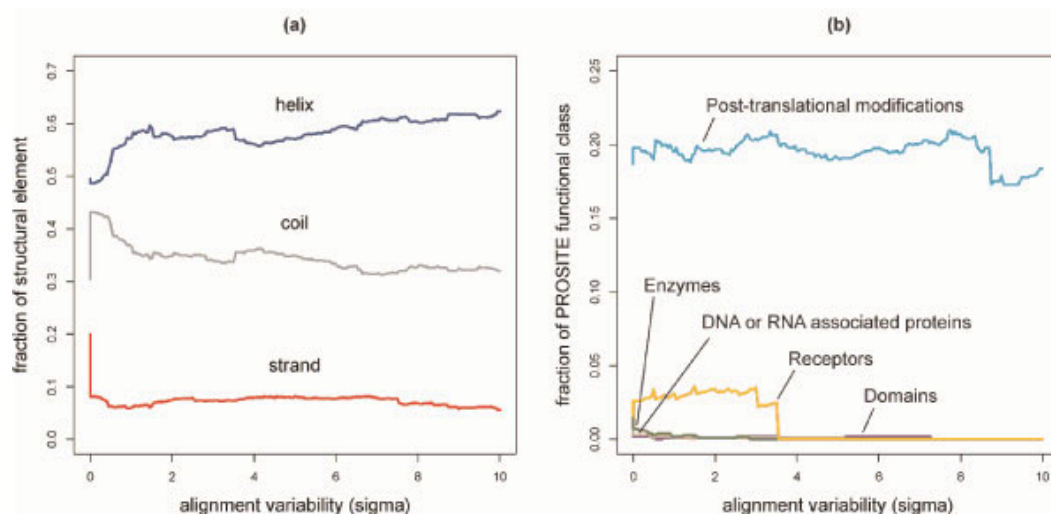 (a)
(b)
fraction of structural element
0.7
0.6
0.5
0.4
0.3
0.2
0.1
0.0
helix
coil
strand
0 2 4 6 8 10
alignment variability (sigma)
fraction of PROSITE functional class
0.25
0.20
0.15
0.10
0.05
0.00
Post-translational modifications
Enzymes
DNA or RNA associated proteins
Receptors
Domains
0 2 4 6 8 10
alignment variability (sigma)